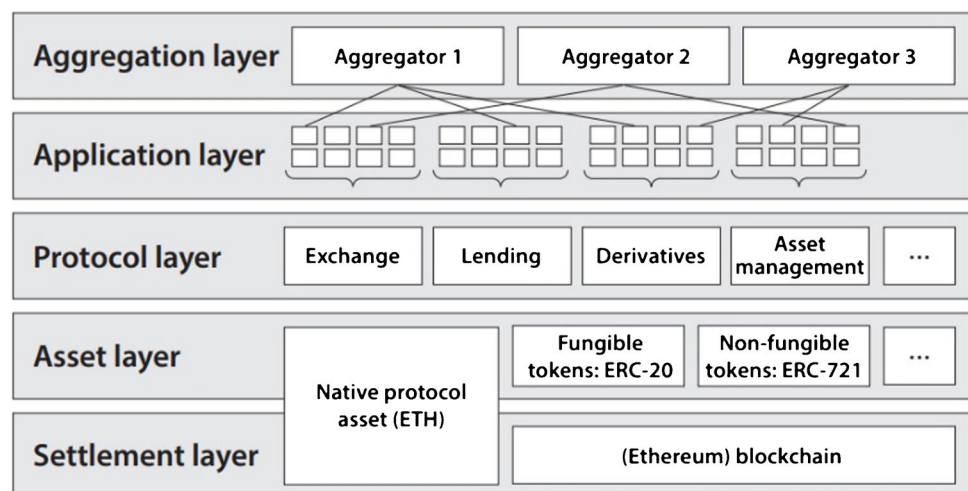 Aggregation layer
Aggregator 1
Aggregator 2
Aggregator 3
Application layer
Protocol layer
Exchange
Lending
Derivatives
Asset
management
...
Asset layer
Native protocol
asset (ETH)
Fungible
tokens: ERC-20
Non-fungible
tokens: ERC-721
...
Settlement layer
(Ethereum) blockchain